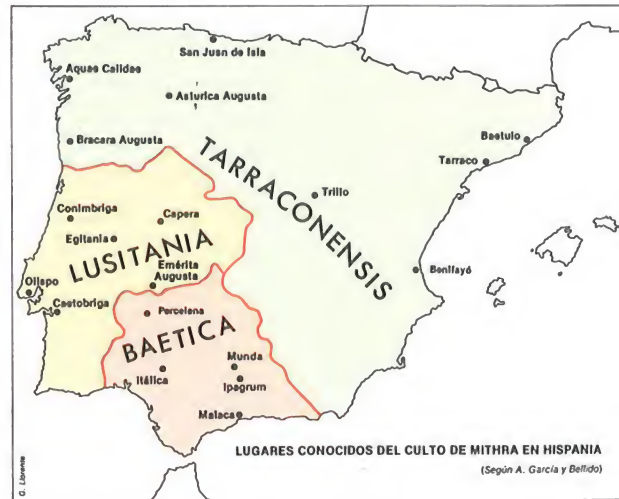 San Juan de Isla
Aquae Calidae
Asturica Augusta
Bracara Augusta
Baetulo
Tarraco
TARRACONENSIS
Trillo
Conimbriga
Capera
Egitania
LUSITANIA
Benifayó
Emérita
Augusta
Olispo
Caetobriga
Porcelena
BAETICA
Munda
Itálica
Ipagrum
Malaca
LUGARES CONOCIDOS DEL CULTO DE MITHRA EN HISPANIA
(Según A. García y Bellido)
G. Llorente